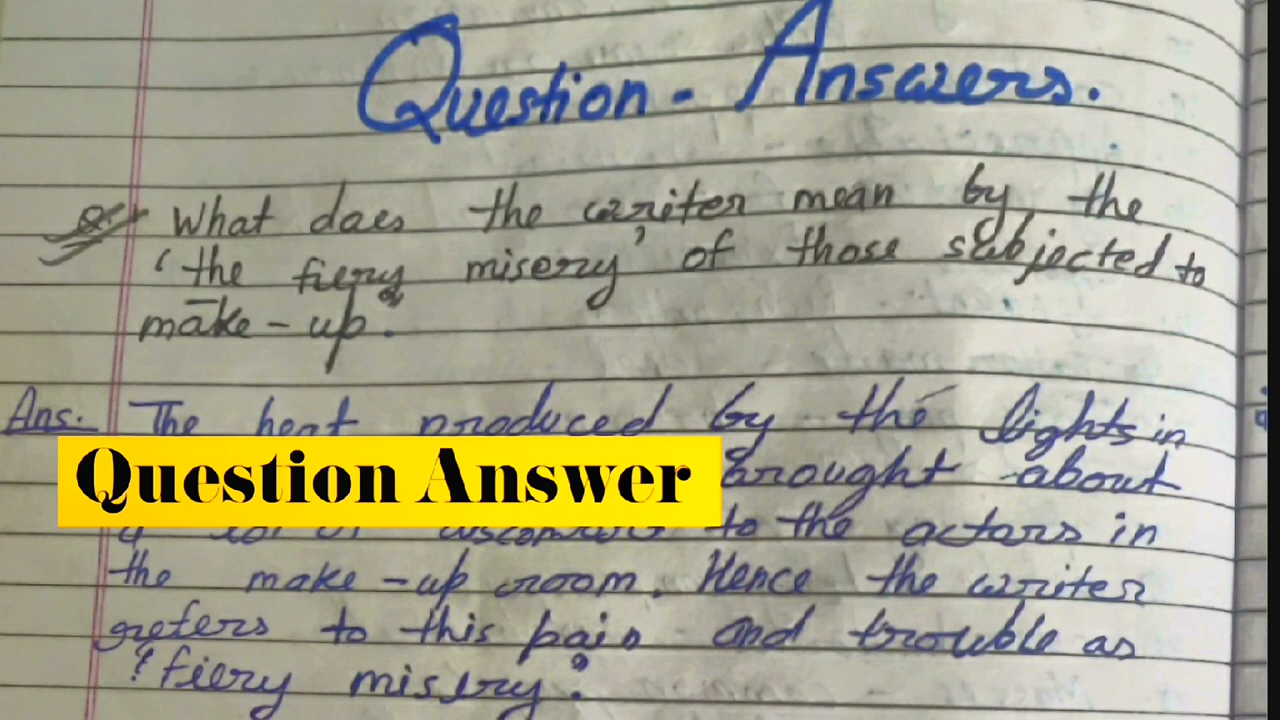 Question - Answers.
Q. What does the writer mean by the
'the fiery misery' of those subjected to
make-up?
Ans. The heat produced by the lights in
Question Answer
brought about
to the actors in
the make-up room. Hence the writer
refers to this pain and trouble as
'fiery misery'.